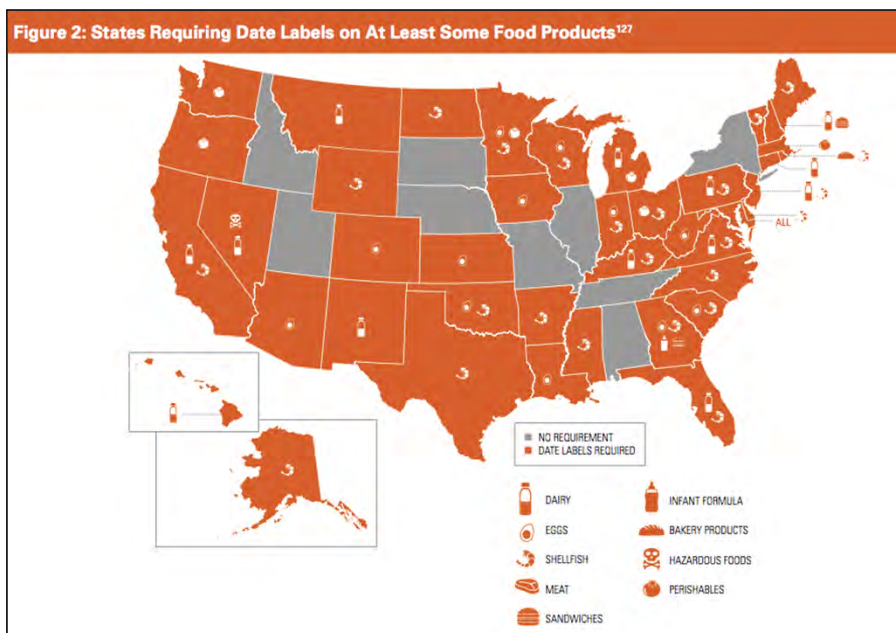 Figure 2: States Requiring Date Labels on At Least Some Food Products127
ALL
NO REQUIREMENT
DATE LABELS REQUIRED
DAIRY
INFANT FORMULA
EGGS
BAKERY PRODUCTS
SHELLFISH
HAZARDOUS FOODS
MEAT
PERISHABLES
SANDWICHES